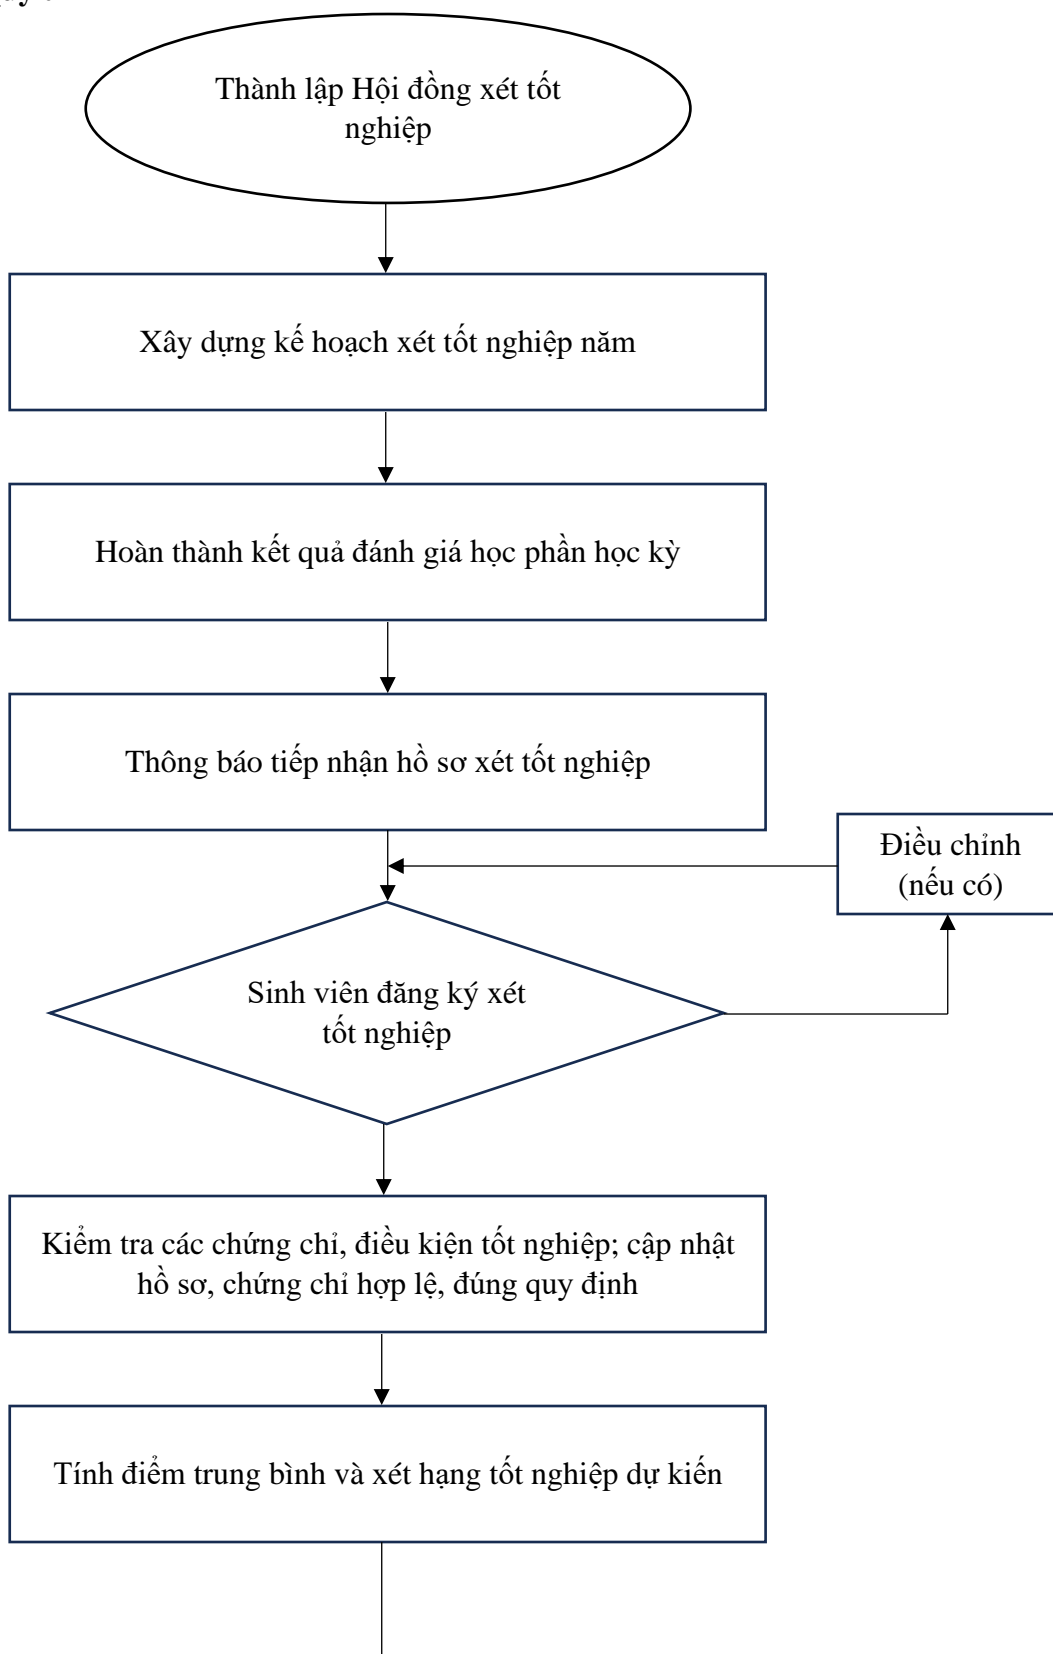 Thành lập Hội đồng xét tốt
nghiệp
Xây dựng kế hoạch xét tốt nghiệp năm
Hoàn thành kết quả đánh giá học phần học kỳ
Thông báo tiếp nhận hồ sơ xét tốt nghiệp
Điều chỉnh
(nếu có)
Sinh viên đăng ký xét
tốt nghiệp
Kiểm tra các chứng chỉ, điều kiện tốt nghiệp; cập nhật
hồ sơ, chứng chỉ hợp lệ, đúng quy định
Tính điểm trung bình và xét hạng tốt nghiệp dự kiến